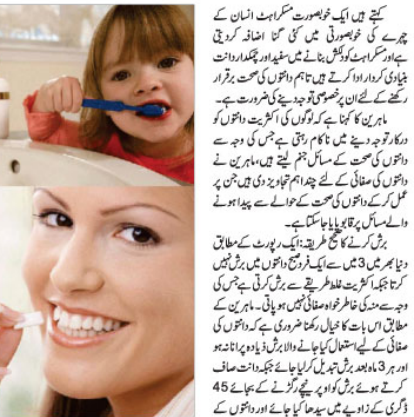 کہتے ہیں ایک خوبصورت مسکراہٹ انسان کے
چہرے کی خوبصورتی میں کئی گنا اضافہ کردیتی
ہے اور مسکراہٹ کو دلکش بنانے میں سفید اور چمکدار دانت
بنیادی کردار ادا کرتے ہیں تاہم دانتوں کی صحت برقرار
رکھنے کے لئے ان پر خصوصی توجہ دینے کی ضرورت ہے۔
ماہرین کا کہنا ہے کہ لوگوں کی اکثریت دانتوں کو
درکار توجہ دینے میں ناکام رہتی ہے جس کی وجہ سے
دانتوں کی صحت کے مسائل جنم لیتے ہیں، ماہرین نے
دانتوں کی صفائی کے لئے چند اہم تجاویز دی ہیں جن پر
عمل کرکے دانتوں کی صحت کے حوالے سے پیدا ہونے
والے مسائل پر قابو پایا جاسکتا ہے۔
برش کرنے کا صحیح طریقہ: ایک رپورٹ کے مطابق
دنیا بھر میں 3 میں سے ایک فرد صبح دانتوں میں برش نہیں
کرتا جبکہ اکثریت غلط طریقے سے برش کرتی ہے جس کی
وجہ سے منہ کی خاطر خواہ صفائی نہیں ہو پاتی۔ ماہرین کے
مطابق اس بات کا خیال رکھنا ضروری ہے کہ دانتوں کی
صفائی کے لیے استعمال کیا جانے والا برش زیادہ پرانا نہ ہو
اور ہر 3 ماہ بعد برش تبدیل کرلیا جائے جبکہ دانت صاف
کرتے ہوئے برش کو اوپر نیچے رگڑنے کے بجائے 45
ڈگری کے زاویے میں سیدھا کیا جائے اور دانتوں کے